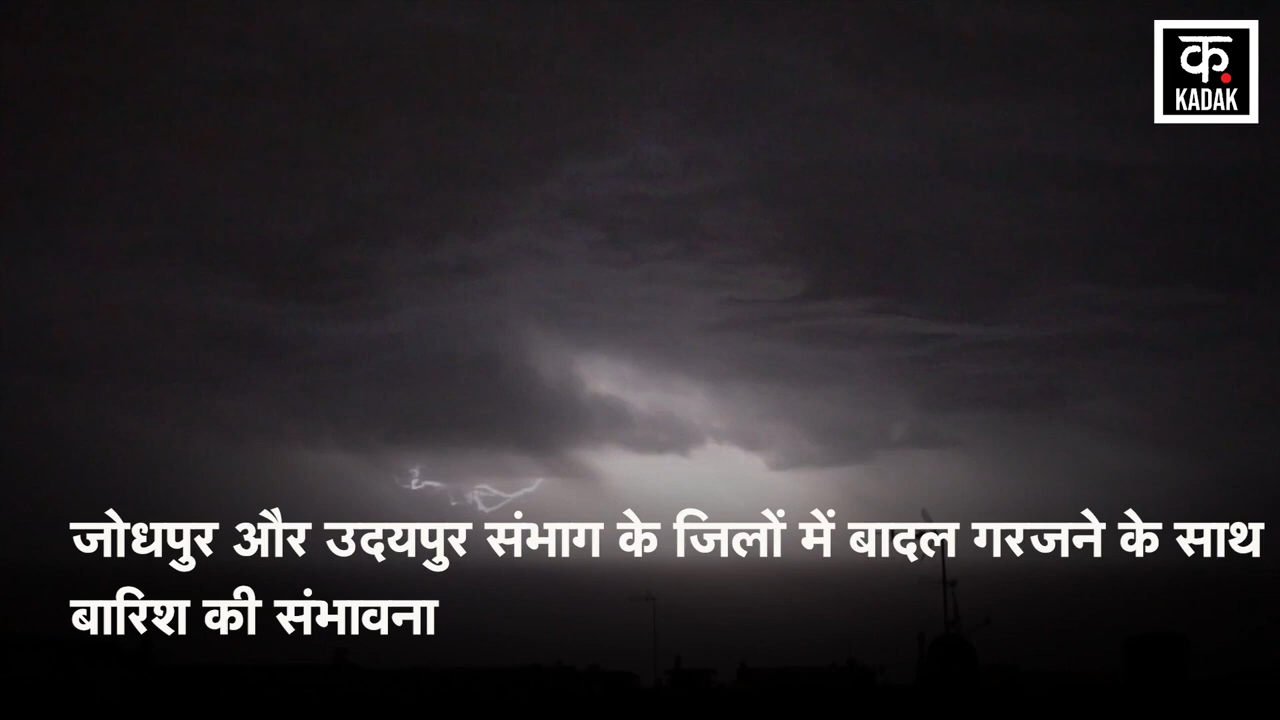 क.
KADAK
जोधपुर और उदयपुर संभाग के जिलों में बादल गरजने के साथ
बारिश की संभावना